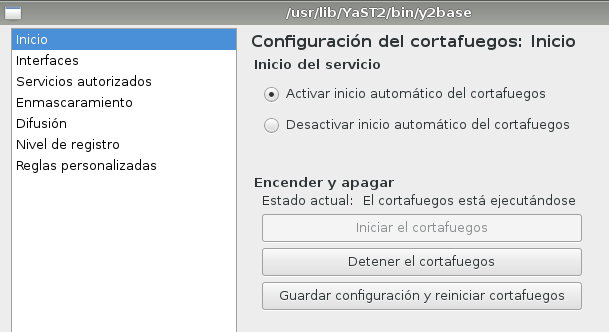 /usr/lib/YaST2/bin/y2base
Inicio
Interfaces
Servicios autorizados
Enmascaramiento
Difusión
Nivel de registro
Reglas personalizadas
Configuración del cortafuegos: Inicio
Inicio del servicio
Activar inicio automático del cortafuegos
Desactivar inicio automático del cortafuegos
Encender y apagar
Estado actual: El cortafuegos está ejecutándose
Iniciar el cortafuegos
Detener el cortafuegos
Guardar configuración y reiniciar cortafuegos